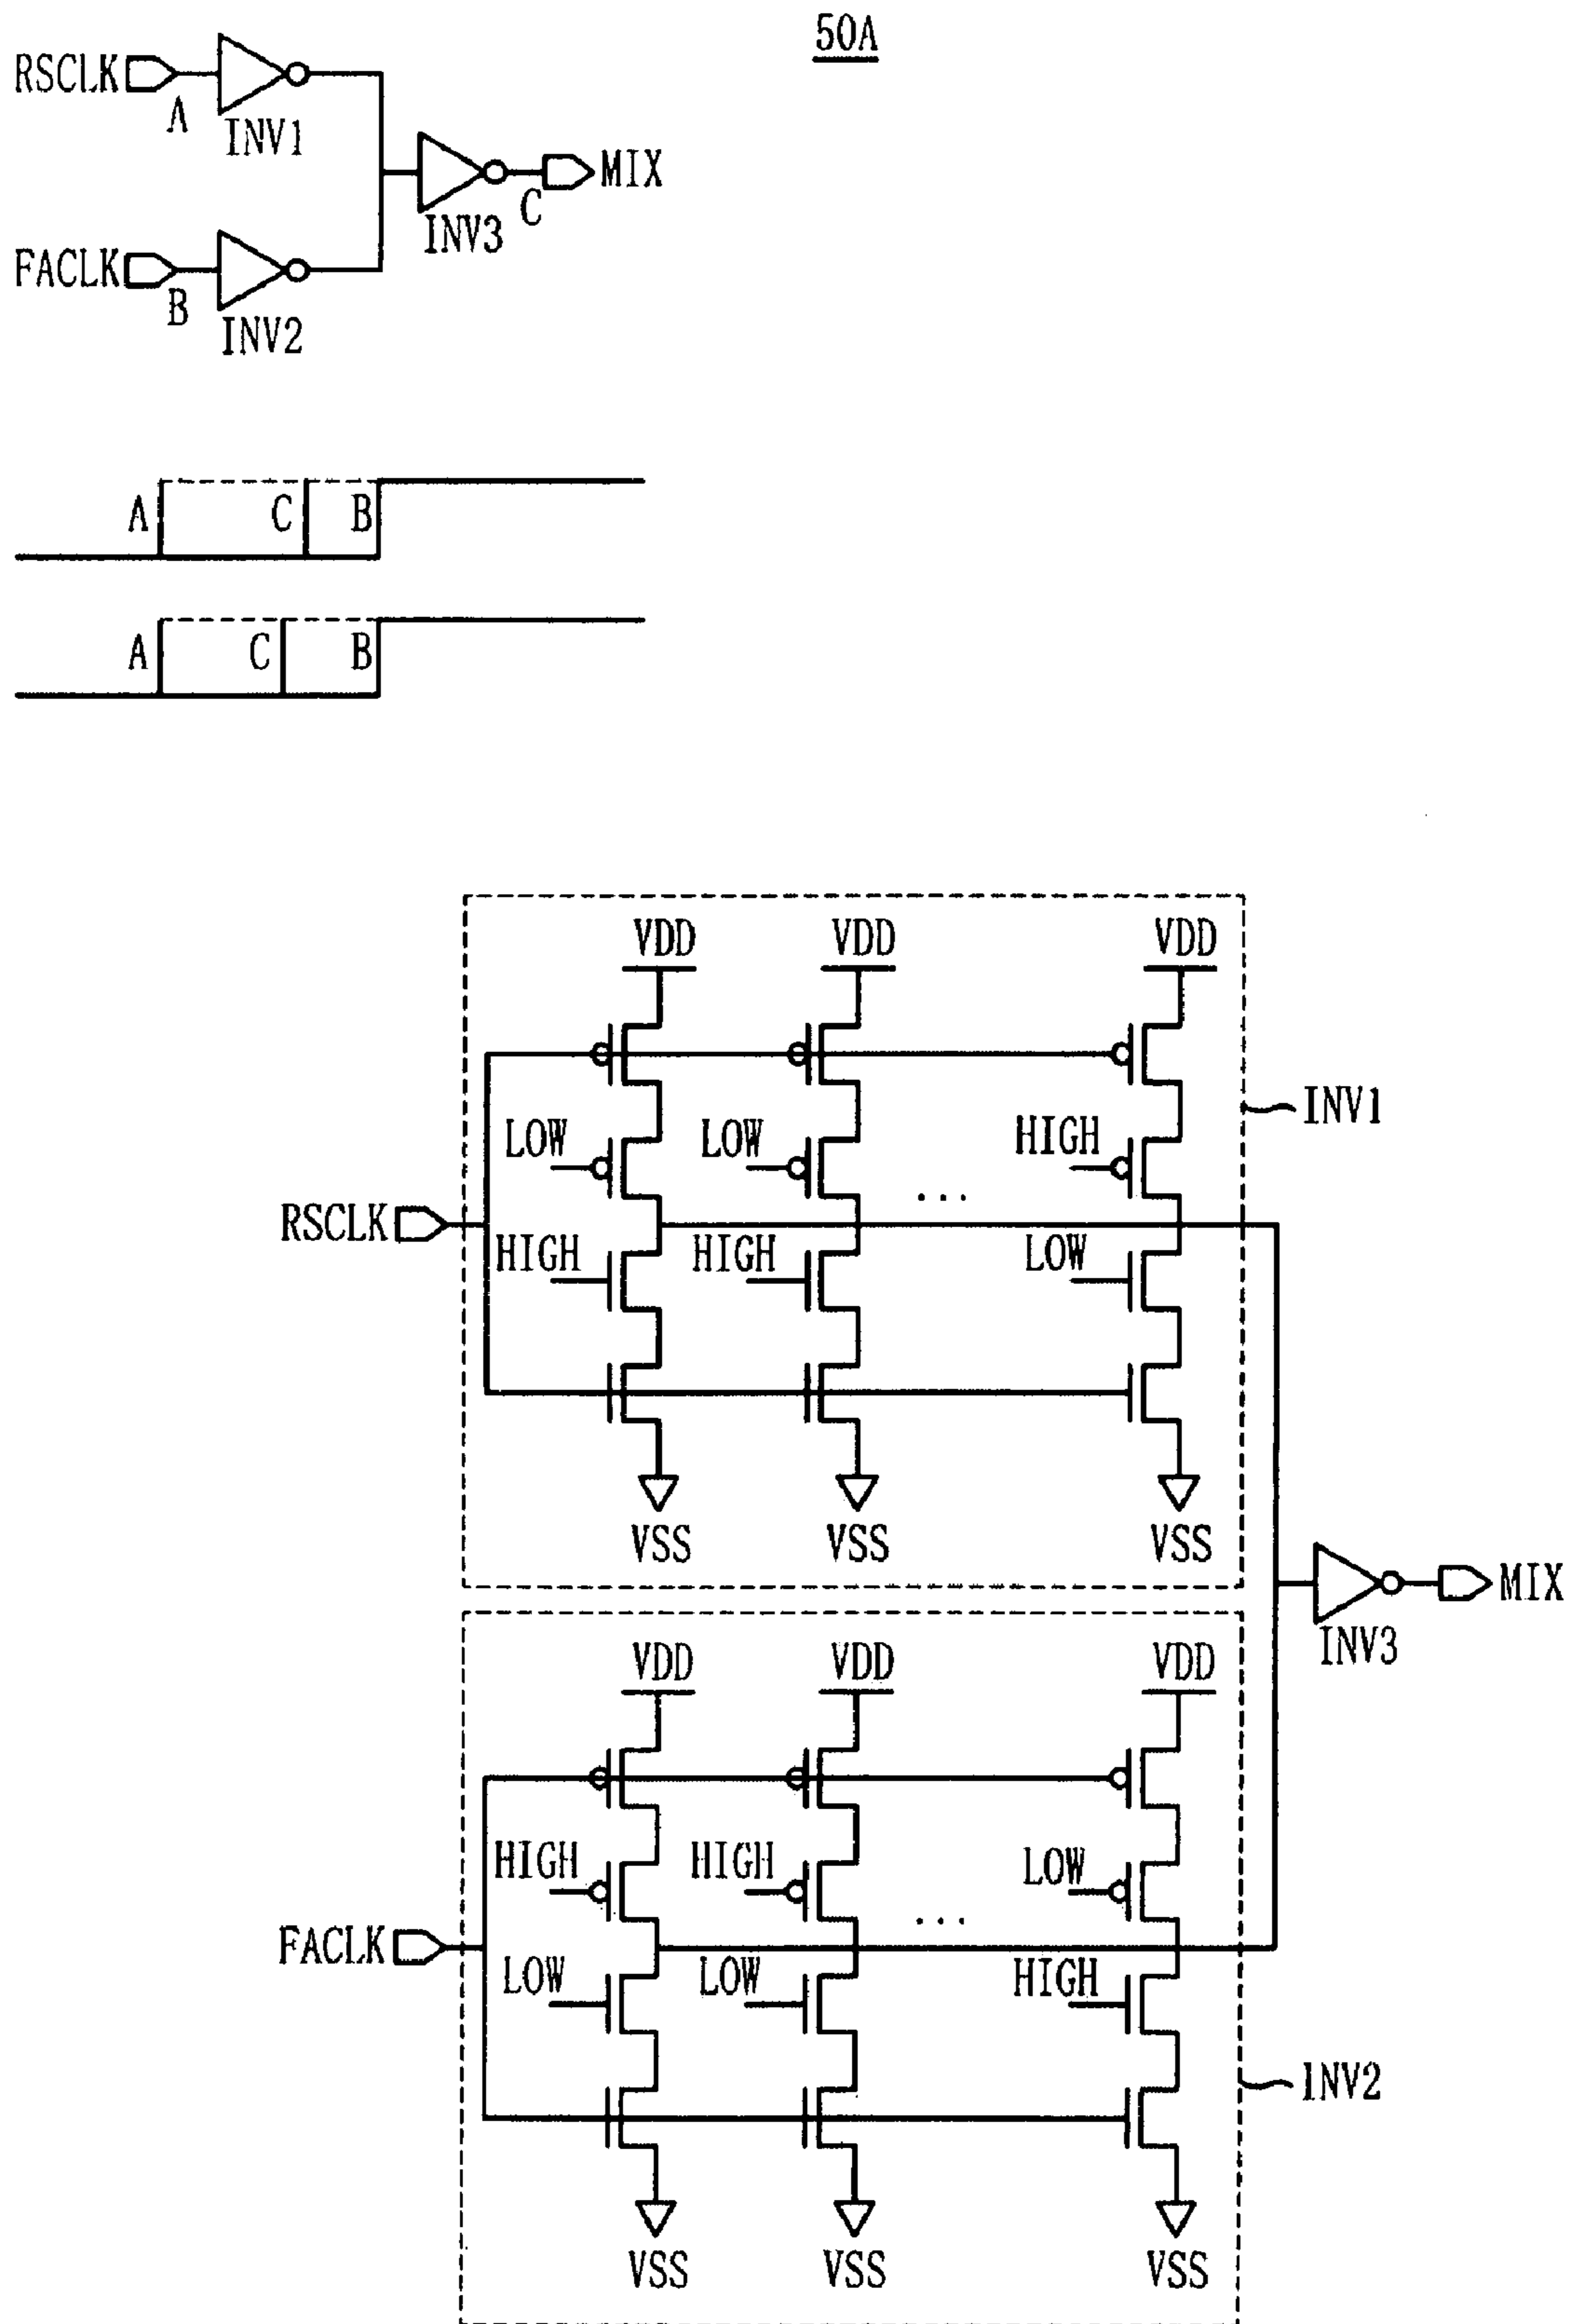 50A
RSCLK
A
INV1
MIX
C
INV3
FACLK
B
INV2
A C B
A C B
VDD VDD VDD
LOW LOW HIGH
INV1
...
RSCLK
HIGH HIGH LOW
VSS VSS VSS
MIX
INV3
VDD VDD VDD
HIGH HIGH LOW
...
FACLK
LOW LOW HIGH
INV2
VSS VSS VSS